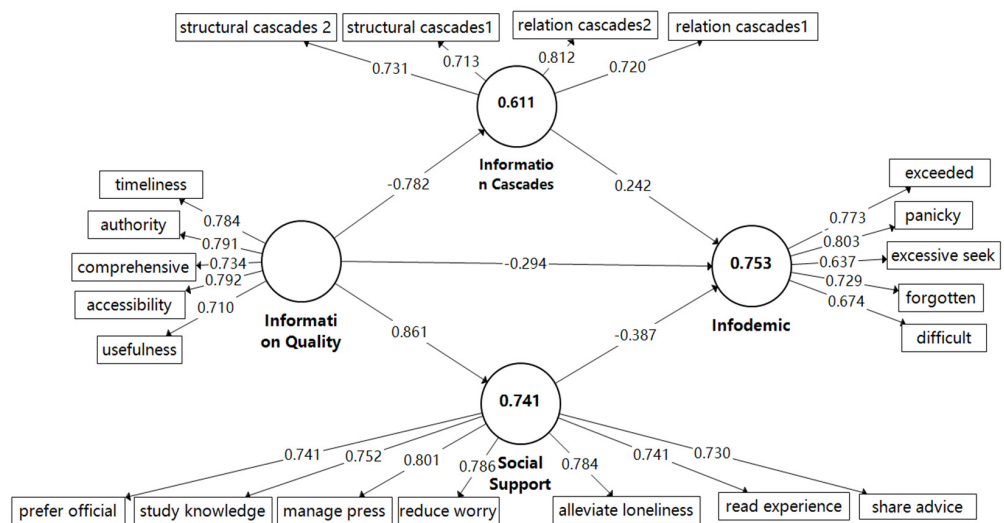 structural cascades 2
structural cascades1
relation cascades2
relation cascades1
0.731
0.713
0.812
0.720
0.611
Informatio
n Cascades
timeliness
authority
comprehensive
accessibility
usefulness
0.784
0.791
0.734
0.792
0.710
Informati
on Quality
-0.782
0.242
-0.294
0.861
-0.387
0.753
Infodemic
exceeded
panicky
excessive seek
forgotten
difficult
0.773
0.803
0.637
0.729
0.674
0.741
Social
Support
0.741
0.752
0.801
0.786
0.784
0.741
0.730
prefer official
study knowledge
manage press
reduce worry
alleviate loneliness
read experience
share advice